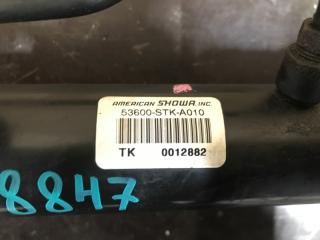 AMERICAN SHOWA, INC.
53600-STK-A010
TK 0012882
8847